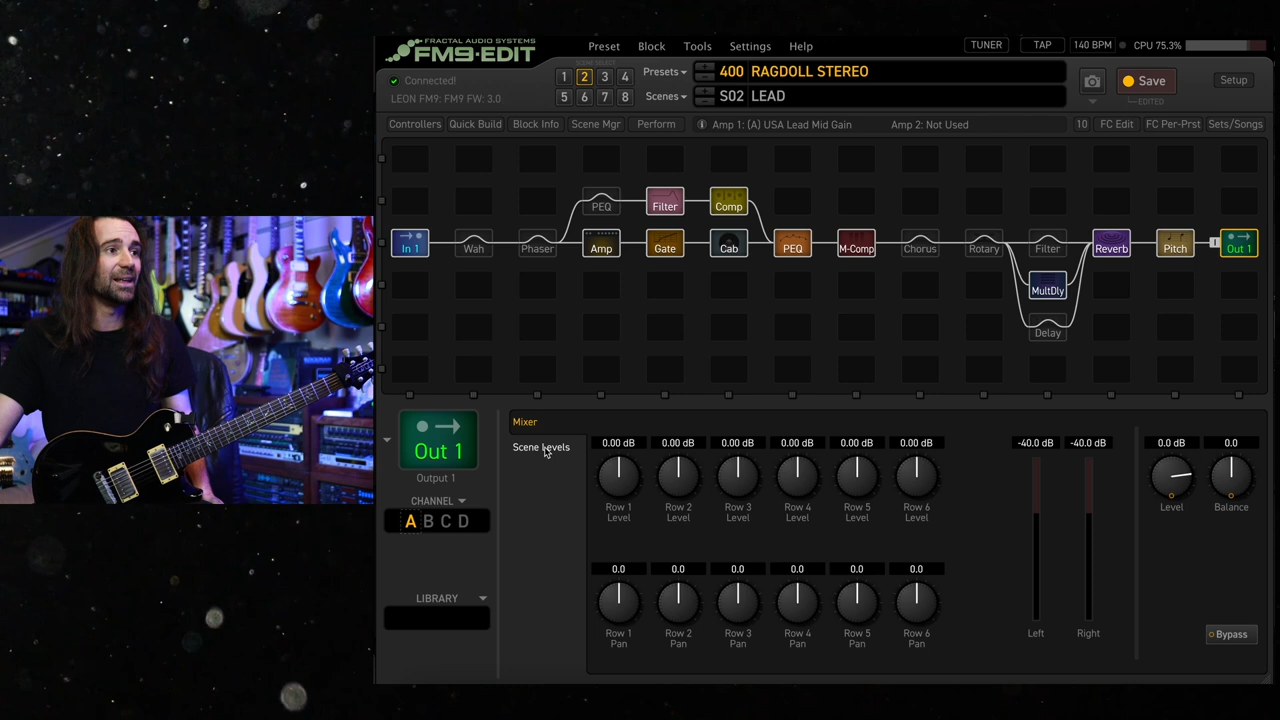 FRACTAL AUDIO SYSTEMS
FM9-EDIT
Preset Block Tools Settings Help
TUNER TAP 140 BPM CPU 75.3%
Connected!
LEON FM9: FM9 FW: 3.0
SCENE SELECT
1 2 3 4
5 6 7 8
Presets 400 RAGDOLL STEREO
Scenes S02 LEAD
Save
EDITED
Setup
Controllers Quick Build Block Info Scene Mgr Perform Amp 1: (A) USA Lead Mid Gain Amp 2: Not Used 10 FC Edit FC Per-Prst Sets/Songs
PEQ Filter Comp
In 1 Wah Phaser Amp Gate Cab PEQ M-Comp Chorus Rotary Filter Reverb Pitch Out 1
MultDly
Delay
Out 1
Output 1
CHANNEL
A B C D
LIBRARY
Mixer
Scene Levels
0.00 dB 0.00 dB 0.00 dB 0.00 dB 0.00 dB 0.00 dB -40.0 dB -40.0 dB 0.0 dB 0.0
Row 1 Level Row 2 Level Row 3 Level Row 4 Level Row 5 Level Row 6 Level Level Balance
0.0 0.0 0.0 0.0 0.0 0.0
Row 1 Pan Row 2 Pan Row 3 Pan Row 4 Pan Row 5 Pan Row 6 Pan Left Right
Bypass